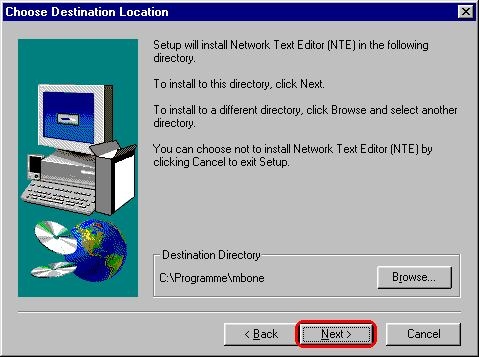 Choose Destination Location
Setup will install Network Text Editor (NTE) in the following
directory.
To install to this directory, click Next.
To install to a different directory, click Browse and select another
directory.
You can choose not to install Network Text Editor (NTE) by
clicking Cancel to exit Setup.
Destination Directory
C:\Programme\mbone
Browse...
< Back
Next >
Cancel